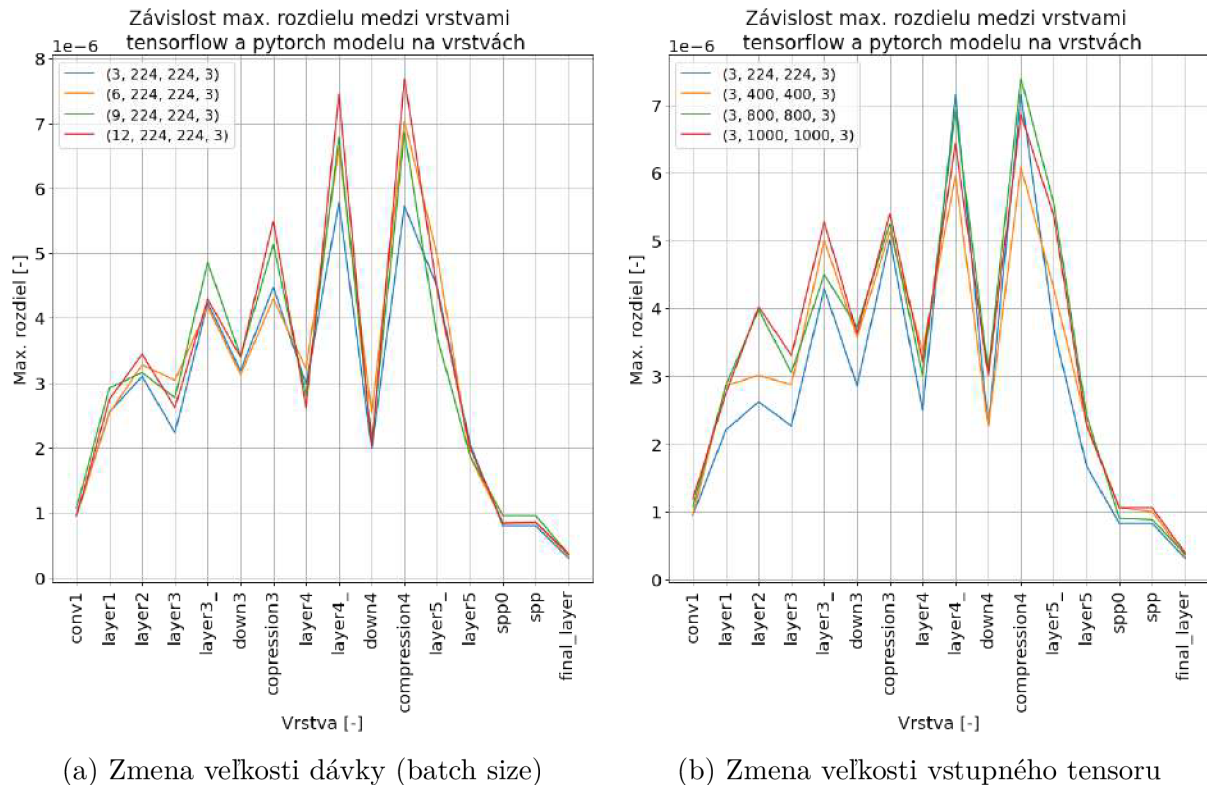 Závislost max. rozdielu medzi vrstvami
tensorflow a pytorch modelu na vrstvách
1e−6
8
7
6
5
4
3
2
1
0
Max. rozdiel [-]
(3, 224, 224, 3)
(6, 224, 224, 3)
(9, 224, 224, 3)
(12, 224, 224, 3)
conv1
layer1
layer2
layer3
layer3_
down3
copression3
layer4
layer4_
down4
compression4
layer5_
layer5
spp0
spp
final_layer
Vrstva [-]
(a) Zmena veľkosti dávky (batch size)
Závislost max. rozdielu medzi vrstvami
tensorflow a pytorch modelu na vrstvách
1e−6
7
6
5
4
3
2
1
0
Max. rozdiel [-]
(3, 224, 224, 3)
(3, 400, 400, 3)
(3, 800, 800, 3)
(3, 1000, 1000, 3)
conv1
layer1
layer2
layer3
layer3_
down3
copression3
layer4
layer4_
down4
compression4
layer5_
layer5
spp0
spp
final_layer
Vrstva [-]
(b) Zmena veľkosti vstupného tensoru